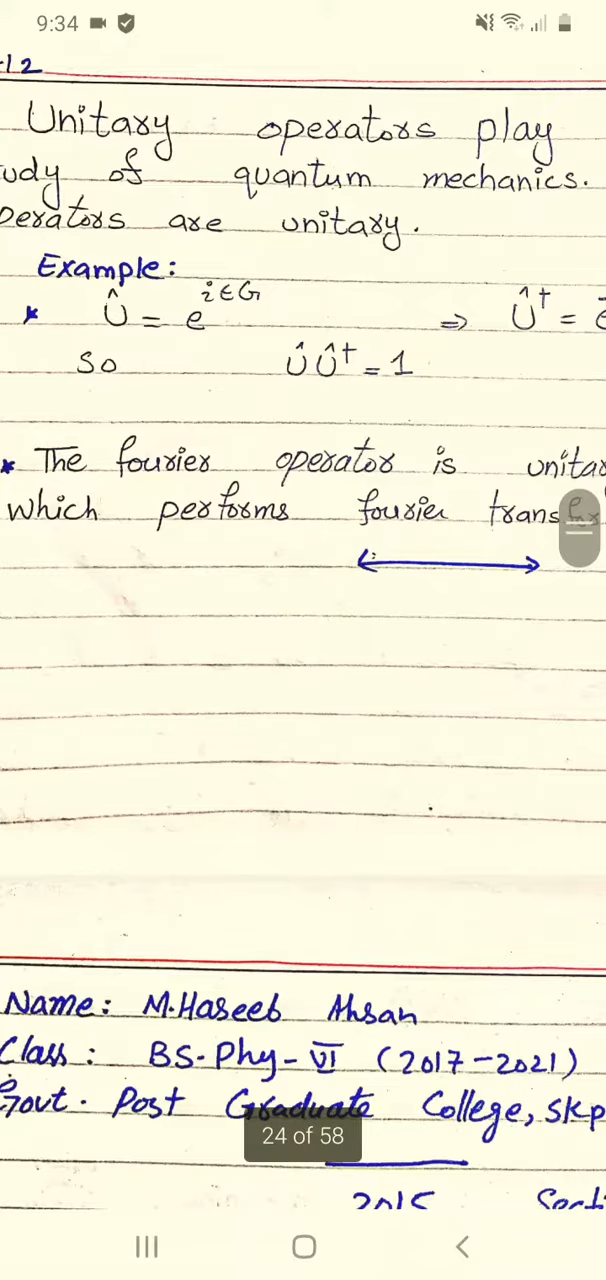 9:34
-12
Unitary operators play
udy of quantum mechanics.
perators are unitary.
Example:
* Û = e^{iεG} ⇒ Û† =
so Û Û† = 1
* The fourier operator is unitar
which performs fourier trans
Name: M.Haseeb Ahsan
Class: BS-Phy-VI (2017-2021)
Govt. Post Graduate College, SKP
24 of 58
2015